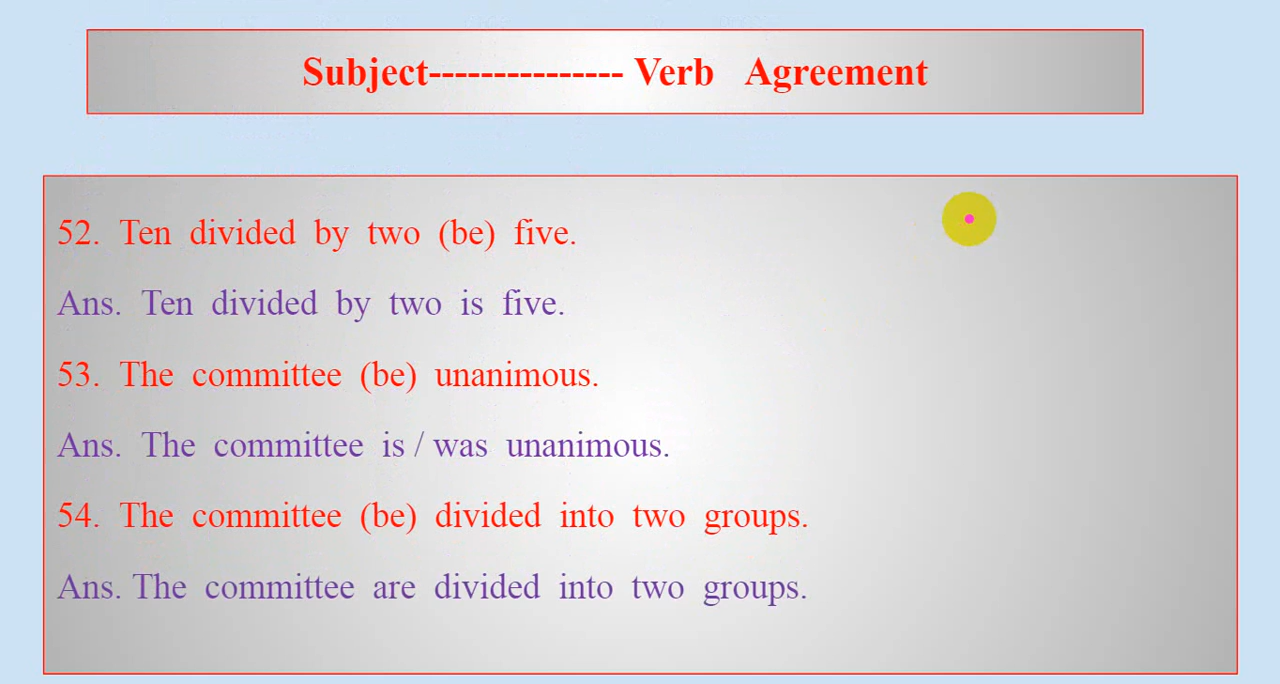 Subject--------------- Verb Agreement
52. Ten divided by two (be) five.
Ans. Ten divided by two is five.
53. The committee (be) unanimous.
Ans. The committee is / was unanimous.
54. The committee (be) divided into two groups.
Ans. The committee are divided into two groups.